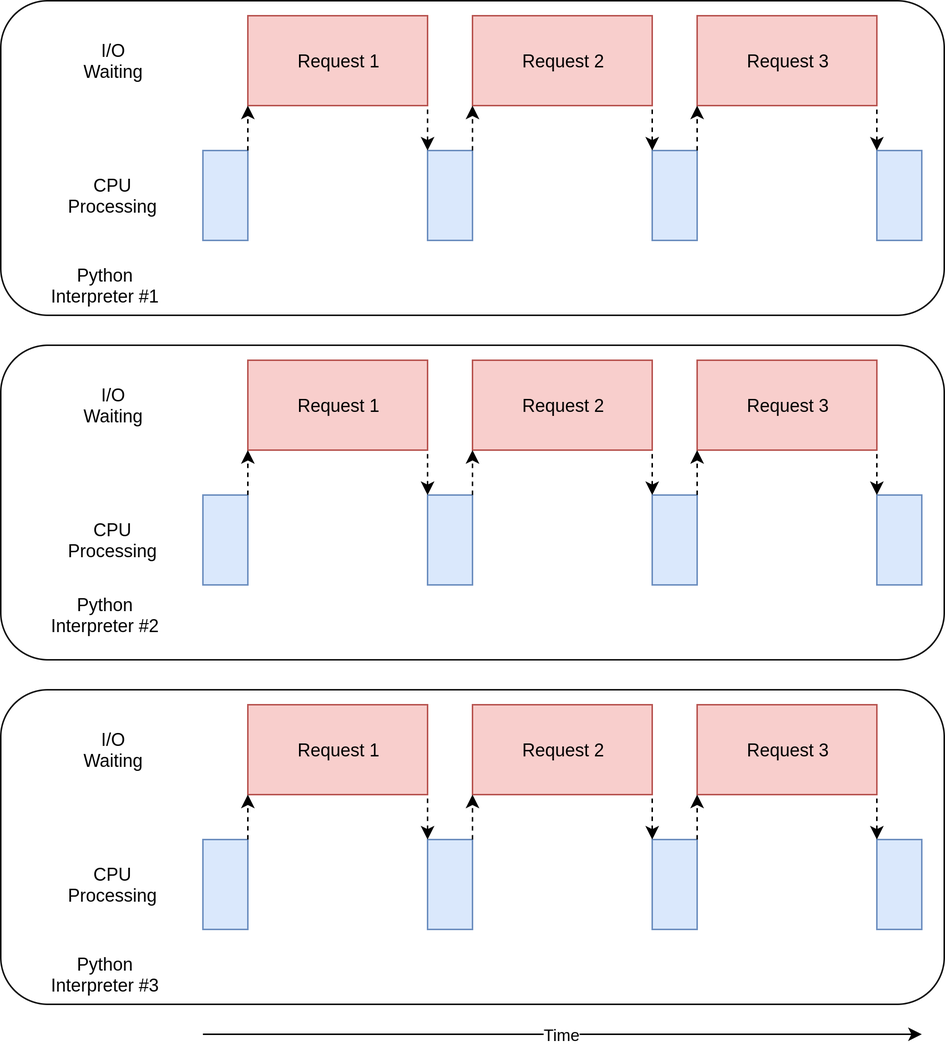 I/O
Waiting
Request 1
Request 2
Request 3
CPU
Processing
Python
Interpreter #1
I/O
Waiting
Request 1
Request 2
Request 3
CPU
Processing
Python
Interpreter #2
I/O
Waiting
Request 1
Request 2
Request 3
CPU
Processing
Python
Interpreter #3
Time